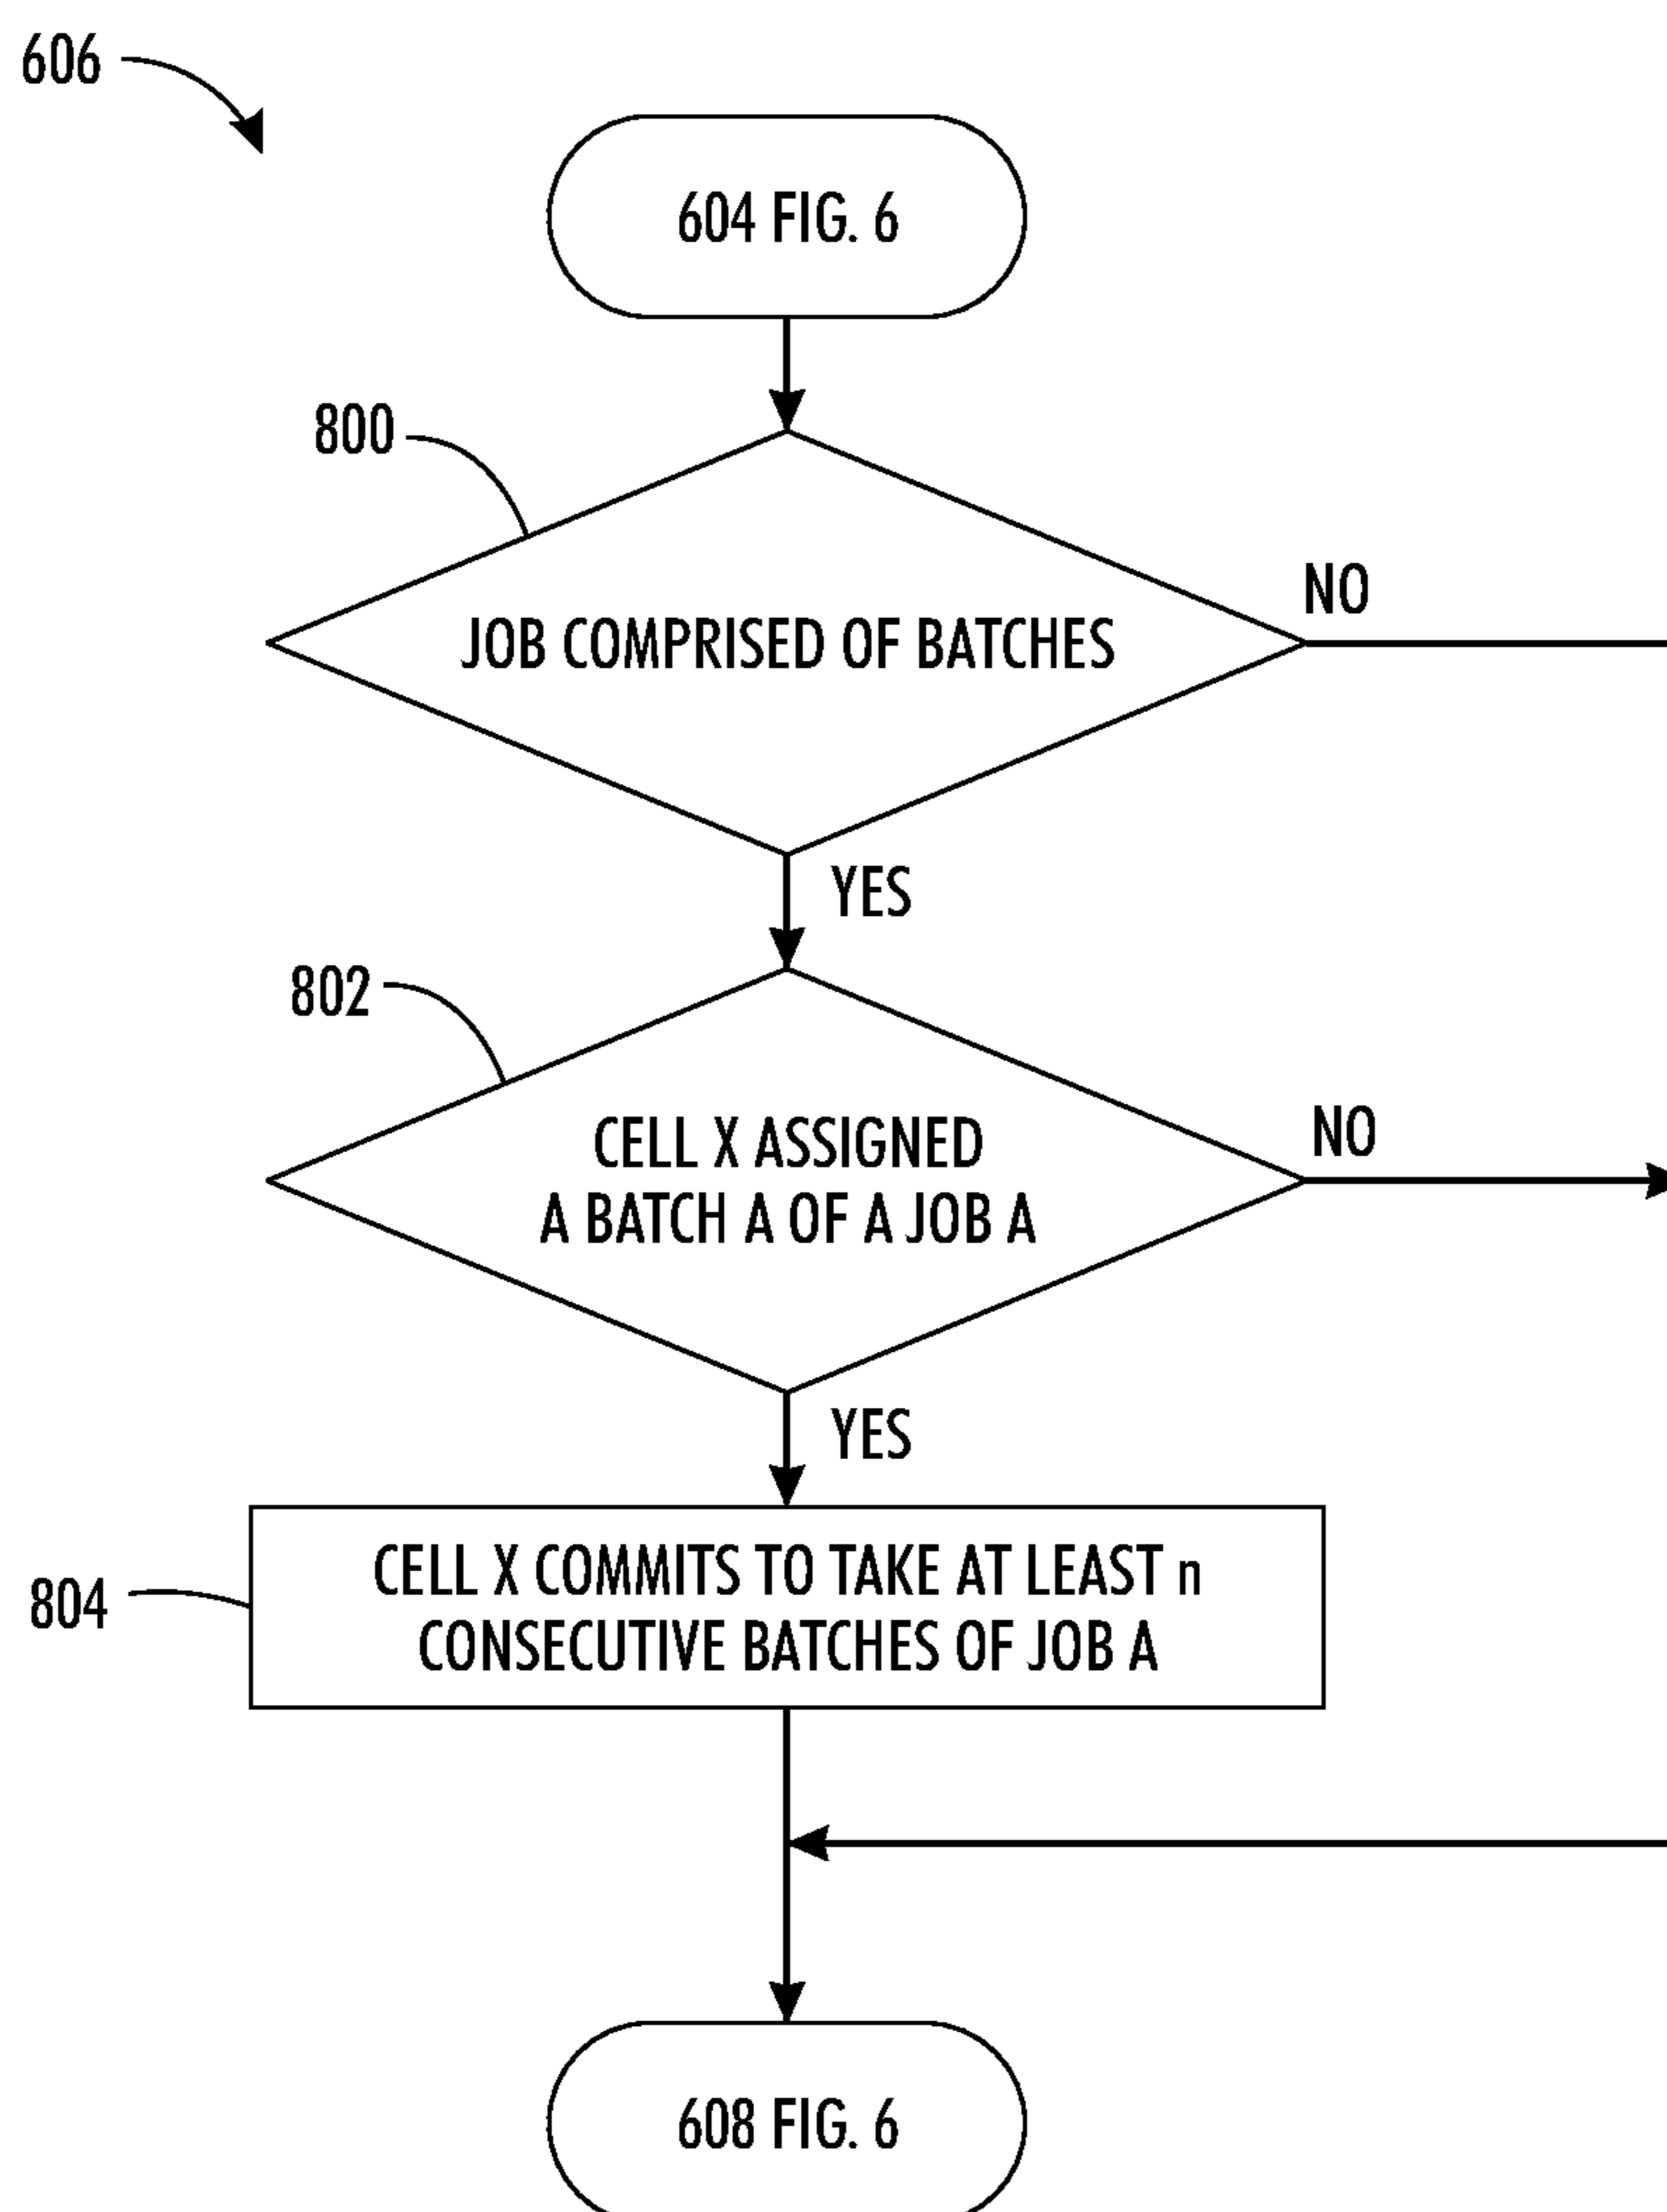 606
604 FIG. 6
800
JOB COMPRISED OF BATCHES
NO
YES
802
CELL X ASSIGNED
A BATCH A OF A JOB A
NO
YES
804
CELL X COMMITS TO TAKE AT LEAST n
CONSECUTIVE BATCHES OF JOB A
608 FIG. 6